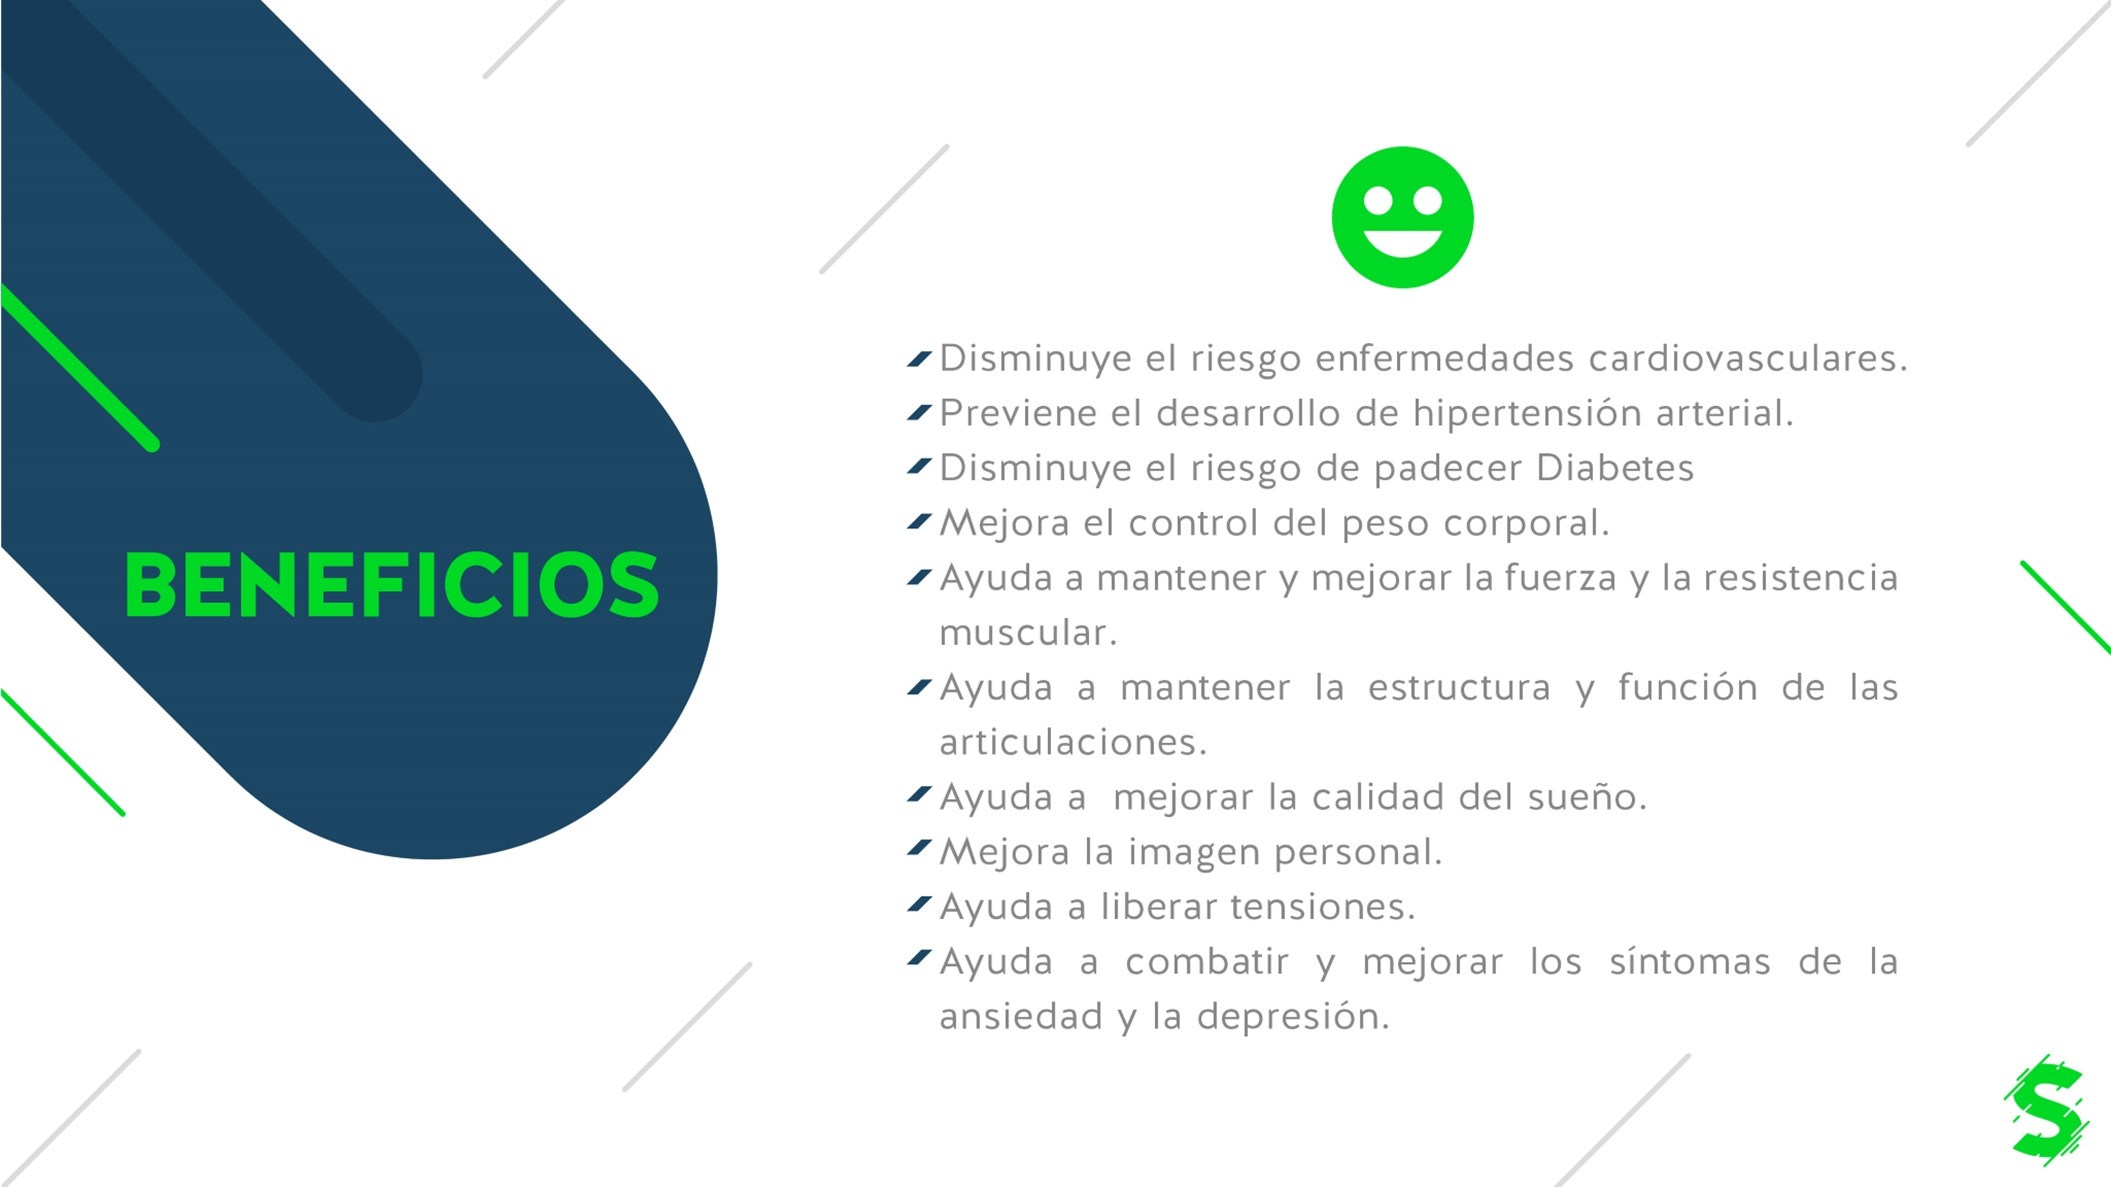 BENEFICIOS
Disminuye el riesgo enfermedades cardiovasculares.
Previene el desarrollo de hipertensión arterial.
Disminuye el riesgo de padecer Diabetes
Mejora el control del peso corporal.
Ayuda a mantener y mejorar la fuerza y la resistencia
muscular.
Ayuda a mantener la estructura y función de las
articulaciones.
Ayuda a  mejorar la calidad del sueño.
Mejora la imagen personal.
Ayuda a liberar tensiones.
Ayuda a combatir y mejorar los síntomas de la
ansiedad y la depresión.
S